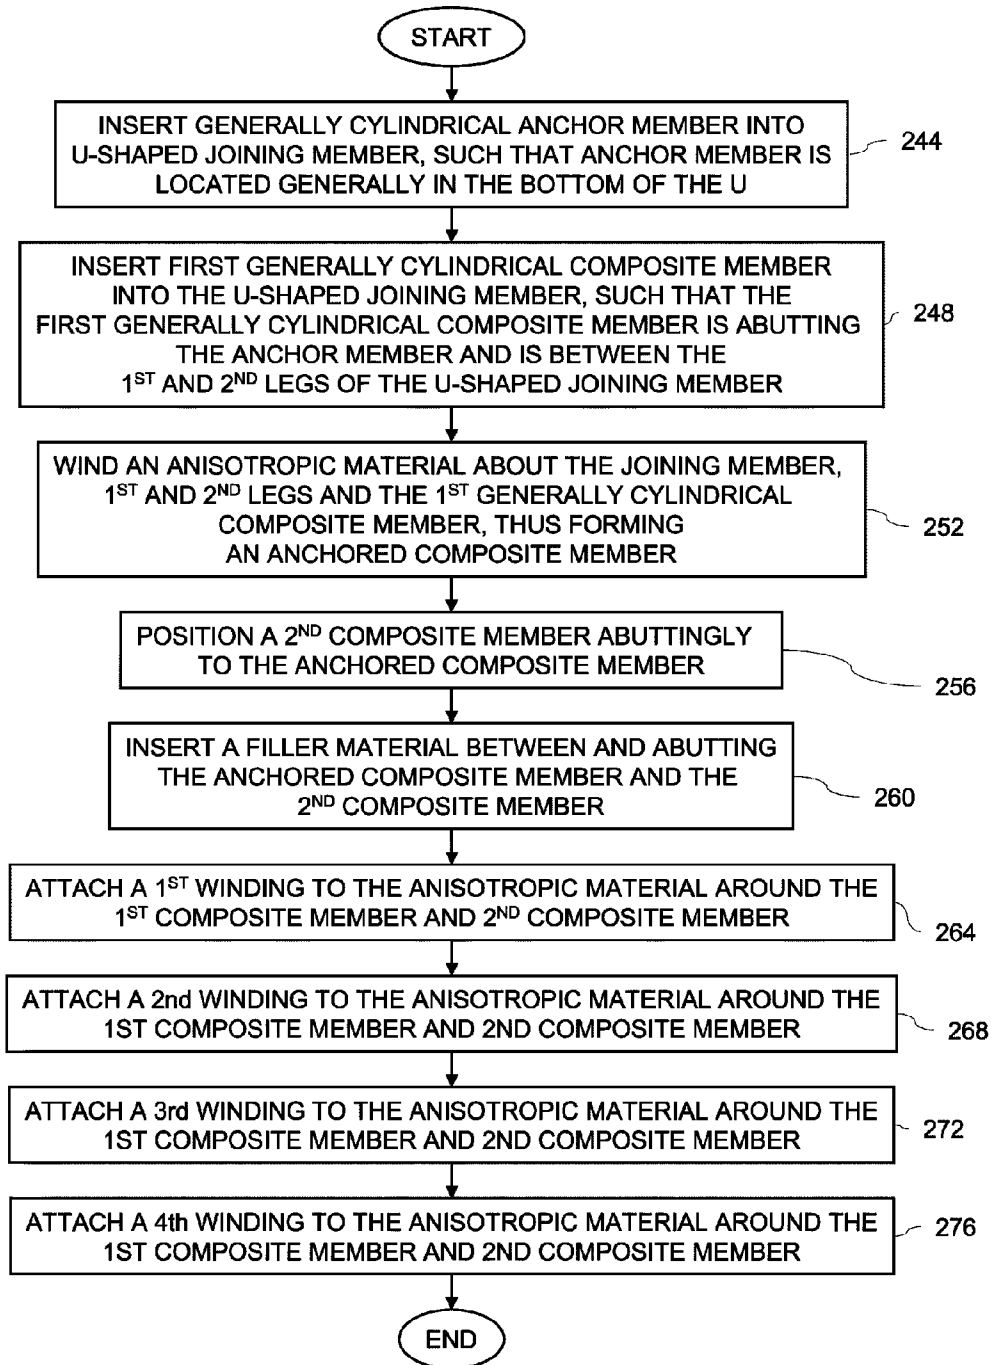 START
INSERT GENERALLY CYLINDRICAL ANCHOR MEMBER INTO
U-SHAPED JOINING MEMBER, SUCH THAT ANCHOR MEMBER IS
LOCATED GENERALLY IN THE BOTTOM OF THE U
244
INSERT FIRST GENERALLY CYLINDRICAL COMPOSITE MEMBER
INTO THE U-SHAPED JOINING MEMBER, SUCH THAT THE
FIRST GENERALLY CYLINDRICAL COMPOSITE MEMBER IS ABUTTING
THE ANCHOR MEMBER AND IS BETWEEN THE
1ST AND 2ND LEGS OF THE U-SHAPED JOINING MEMBER
248
WIND AN ANISOTROPIC MATERIAL ABOUT THE JOINING MEMBER,
1ST AND 2ND LEGS AND THE 1ST GENERALLY CYLINDRICAL
COMPOSITE MEMBER, THUS FORMING
AN ANCHORED COMPOSITE MEMBER
252
POSITION A 2ND COMPOSITE MEMBER ABUTTINGLY
TO THE ANCHORED COMPOSITE MEMBER
256
INSERT A FILLER MATERIAL BETWEEN AND ABUTTING
THE ANCHORED COMPOSITE MEMBER AND THE
2ND COMPOSITE MEMBER
260
ATTACH A 1ST WINDING TO THE ANISOTROPIC MATERIAL AROUND THE
1ST COMPOSITE MEMBER AND 2ND COMPOSITE MEMBER
264
ATTACH A 2nd WINDING TO THE ANISOTROPIC MATERIAL AROUND THE
1ST COMPOSITE MEMBER AND 2ND COMPOSITE MEMBER
268
ATTACH A 3rd WINDING TO THE ANISOTROPIC MATERIAL AROUND THE
1ST COMPOSITE MEMBER AND 2ND COMPOSITE MEMBER
272
ATTACH A 4th WINDING TO THE ANISOTROPIC MATERIAL AROUND THE
1ST COMPOSITE MEMBER AND 2ND COMPOSITE MEMBER
276
END